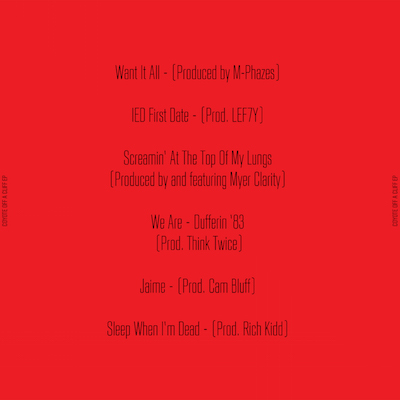 Want It All - (Produced by M-Phazes)
IED First Date - (Prod. LEF7Y)
Screamin' At The Top Of My Lungs
(Produced by and featuring Myer Clarity)
We Are - Dufferin '83
(Prod. Think Twice)
Jaime - (Prod. Cam Bluff)
Sleep When I'm Dead - (Prod. Rich Kidd)